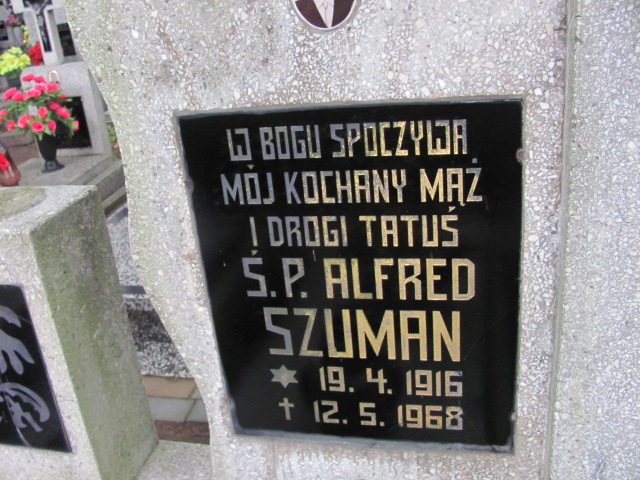 W BOGU SPOCZYWA
MÓJ KOCHANY MĄŻ
I DROGI TATUŚ
Ś.P. ALFRED
SZUMAN
* 19. 4. 1916
† 12. 5. 1968